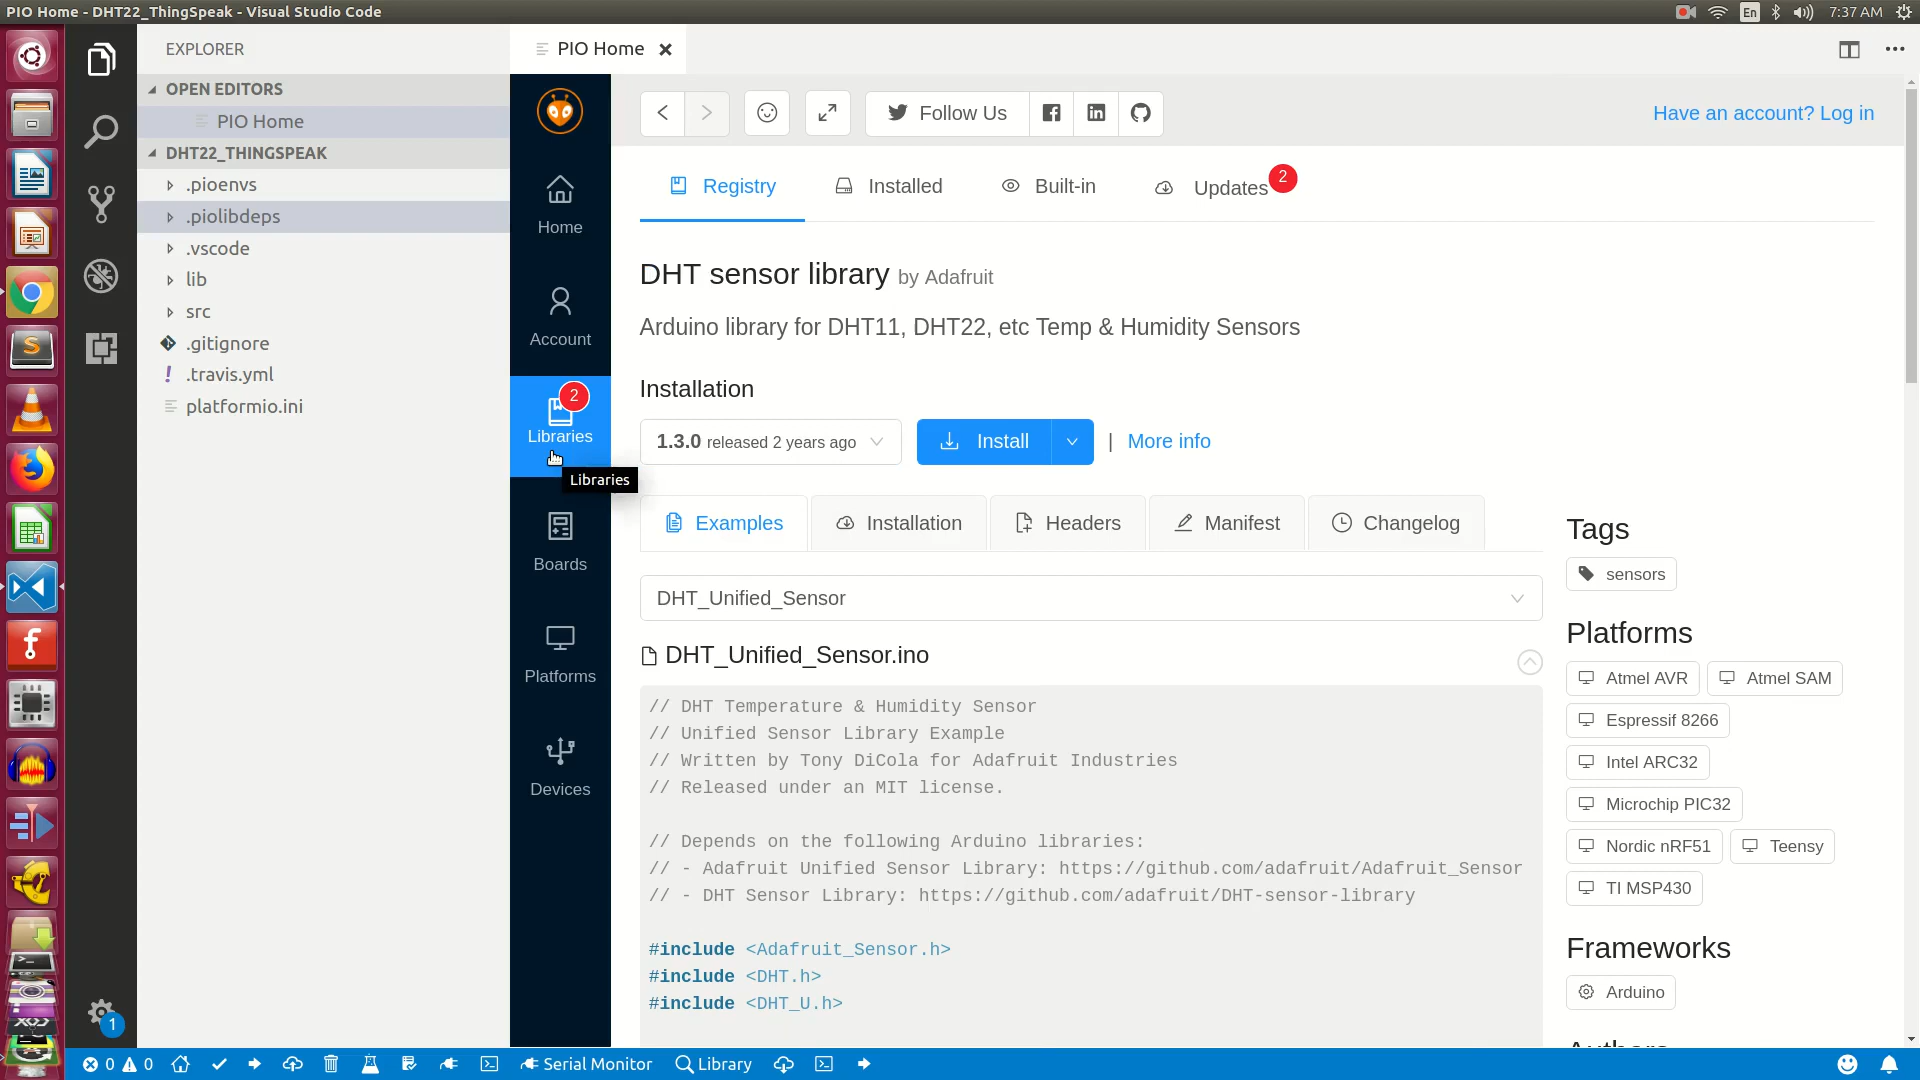 PIO Home - DHT22_ThingSpeak - Visual Studio Code
En
7:37 AM
EXPLORER
PIO Home
OPEN EDITORS
PIO Home
DHT22_THINGSPEAK
.pioenvs
.piolibdeps
.vscode
lib
src
.gitignore
.travis.yml
platformio.ini
1
Home
Account
2
Libraries
Libraries
Boards
Platforms
Devices
Follow Us
Have an account? Log in
Registry
Installed
Built-in
Updates
2
DHT sensor library by Adafruit
Arduino library for DHT11, DHT22, etc Temp & Humidity Sensors
Installation
1.3.0 released 2 years ago
Install
| More info
Examples
Installation
Headers
Manifest
Changelog
DHT_Unified_Sensor
DHT_Unified_Sensor.ino
// DHT Temperature & Humidity Sensor
// Unified Sensor Library Example
// Written by Tony DiCola for Adafruit Industries
// Released under an MIT license.
// Depends on the following Arduino libraries:
// - Adafruit Unified Sensor Library: https://github.com/adafruit/Adafruit_Sensor
// - DHT Sensor Library: https://github.com/adafruit/DHT-sensor-library
#include <Adafruit_Sensor.h>
#include <DHT.h>
#include <DHT_U.h>
Tags
sensors
Platforms
Atmel AVR
Atmel SAM
Espressif 8266
Intel ARC32
Microchip PIC32
Nordic nRF51
Teensy
TI MSP430
Frameworks
Arduino
Authors
0
0
Serial Monitor
Library